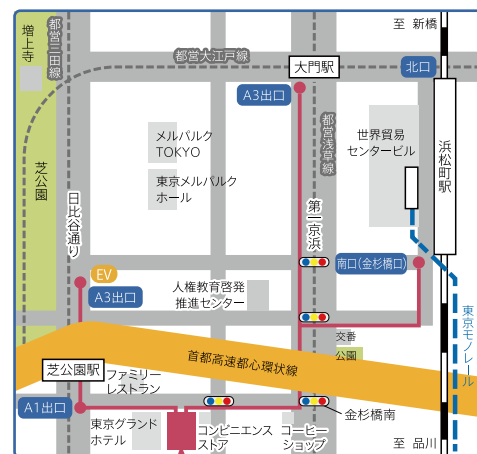 至 新橋
増上寺
都営三田線
都営大江戸線
大門駅
北口
A3出口
都営浅草線
世界貿易
センタービル
浜松町駅
メルパルク
TOKYO
東京メルパルク
ホール
芝公園
日比谷通り
第一京浜
EV
A3出口
人権教育啓発
推進センター
南口(金杉橋口)
東京モノレール
交番
公園
首都高速都心環状線
芝公園駅
ファミリー
レストラン
A1出口
東京グランド
ホテル
コンビニエンス
ストア
コーヒー
ショップ
金杉橋南
至 品川